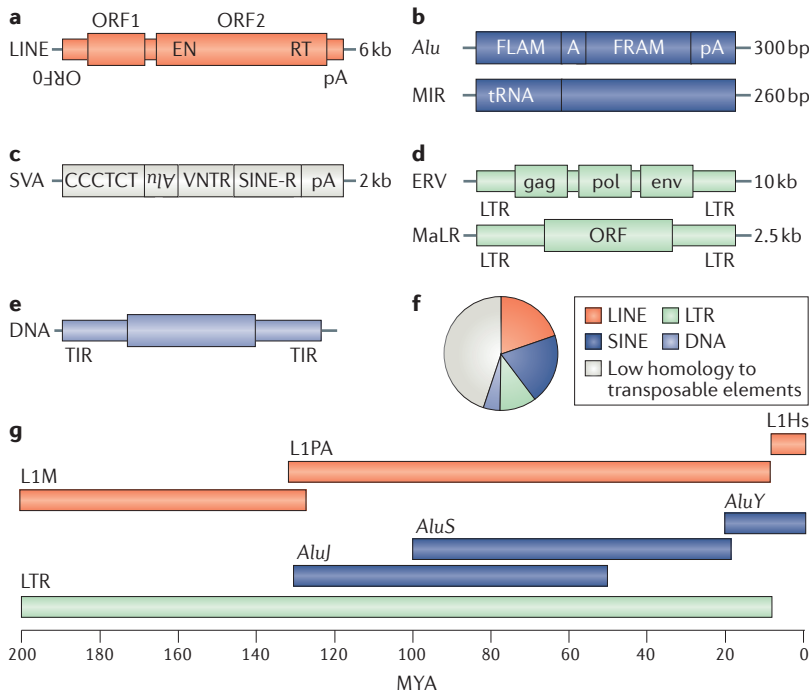 a
ORF1
ORF2
LINE
EN
RT
6 kb
ORF0
pA
b
Alu
FLAM
A
FRAM
pA
300 bp
MIR
tRNA
260 bp
c
SVA
CCCTCT
Alu
VNTR
SINE-R
pA
2 kb
d
ERV
gag
pol
env
10 kb
LTR
LTR
MaLR
ORF
2.5 kb
LTR
LTR
e
DNA
TIR
TIR
f
LINE
LTR
SINE
DNA
Low homology to
transposable elements
g
L1Hs
L1PA
L1M
AluY
AluS
AluJ
LTR
200 180 160 140 120 100 80 60 40 20 0
MYA